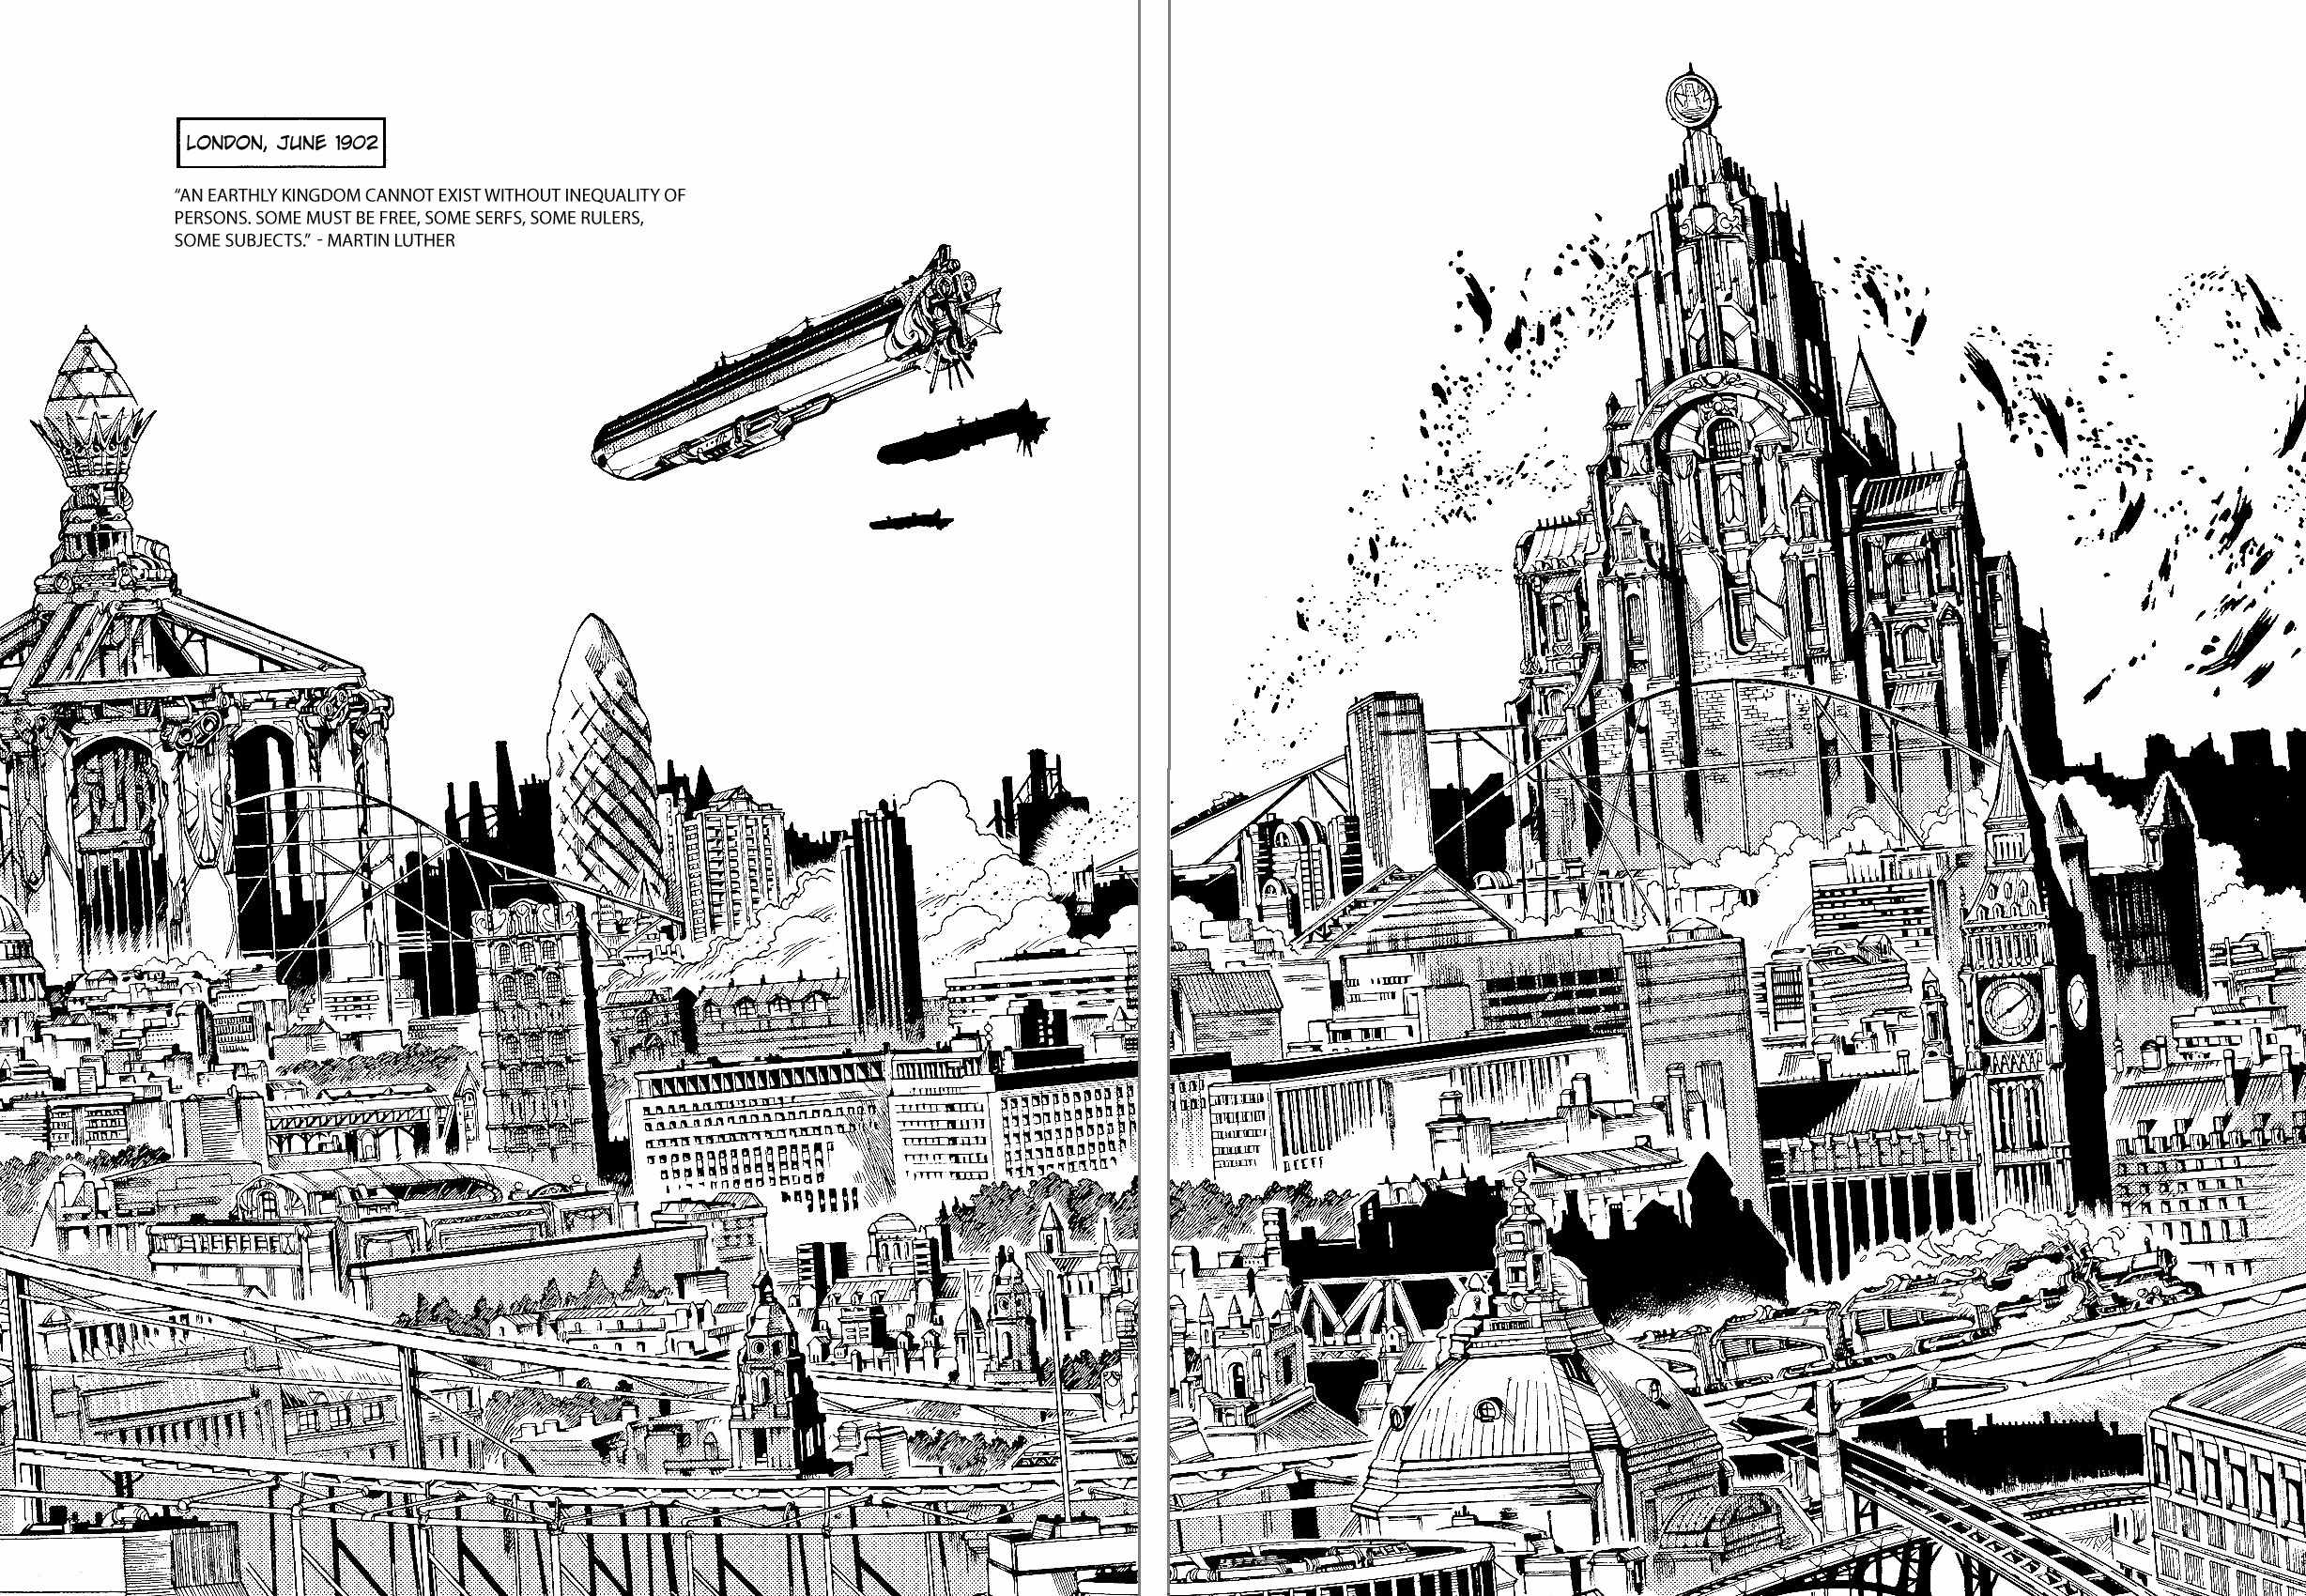 LONDON, JUNE 1902
“AN EARTHLY KINGDOM CANNOT EXIST WITHOUT INEQUALITY OF
PERSONS. SOME MUST BE FREE, SOME SERFS, SOME RULERS,
SOME SUBJECTS.” - MARTIN LUTHER